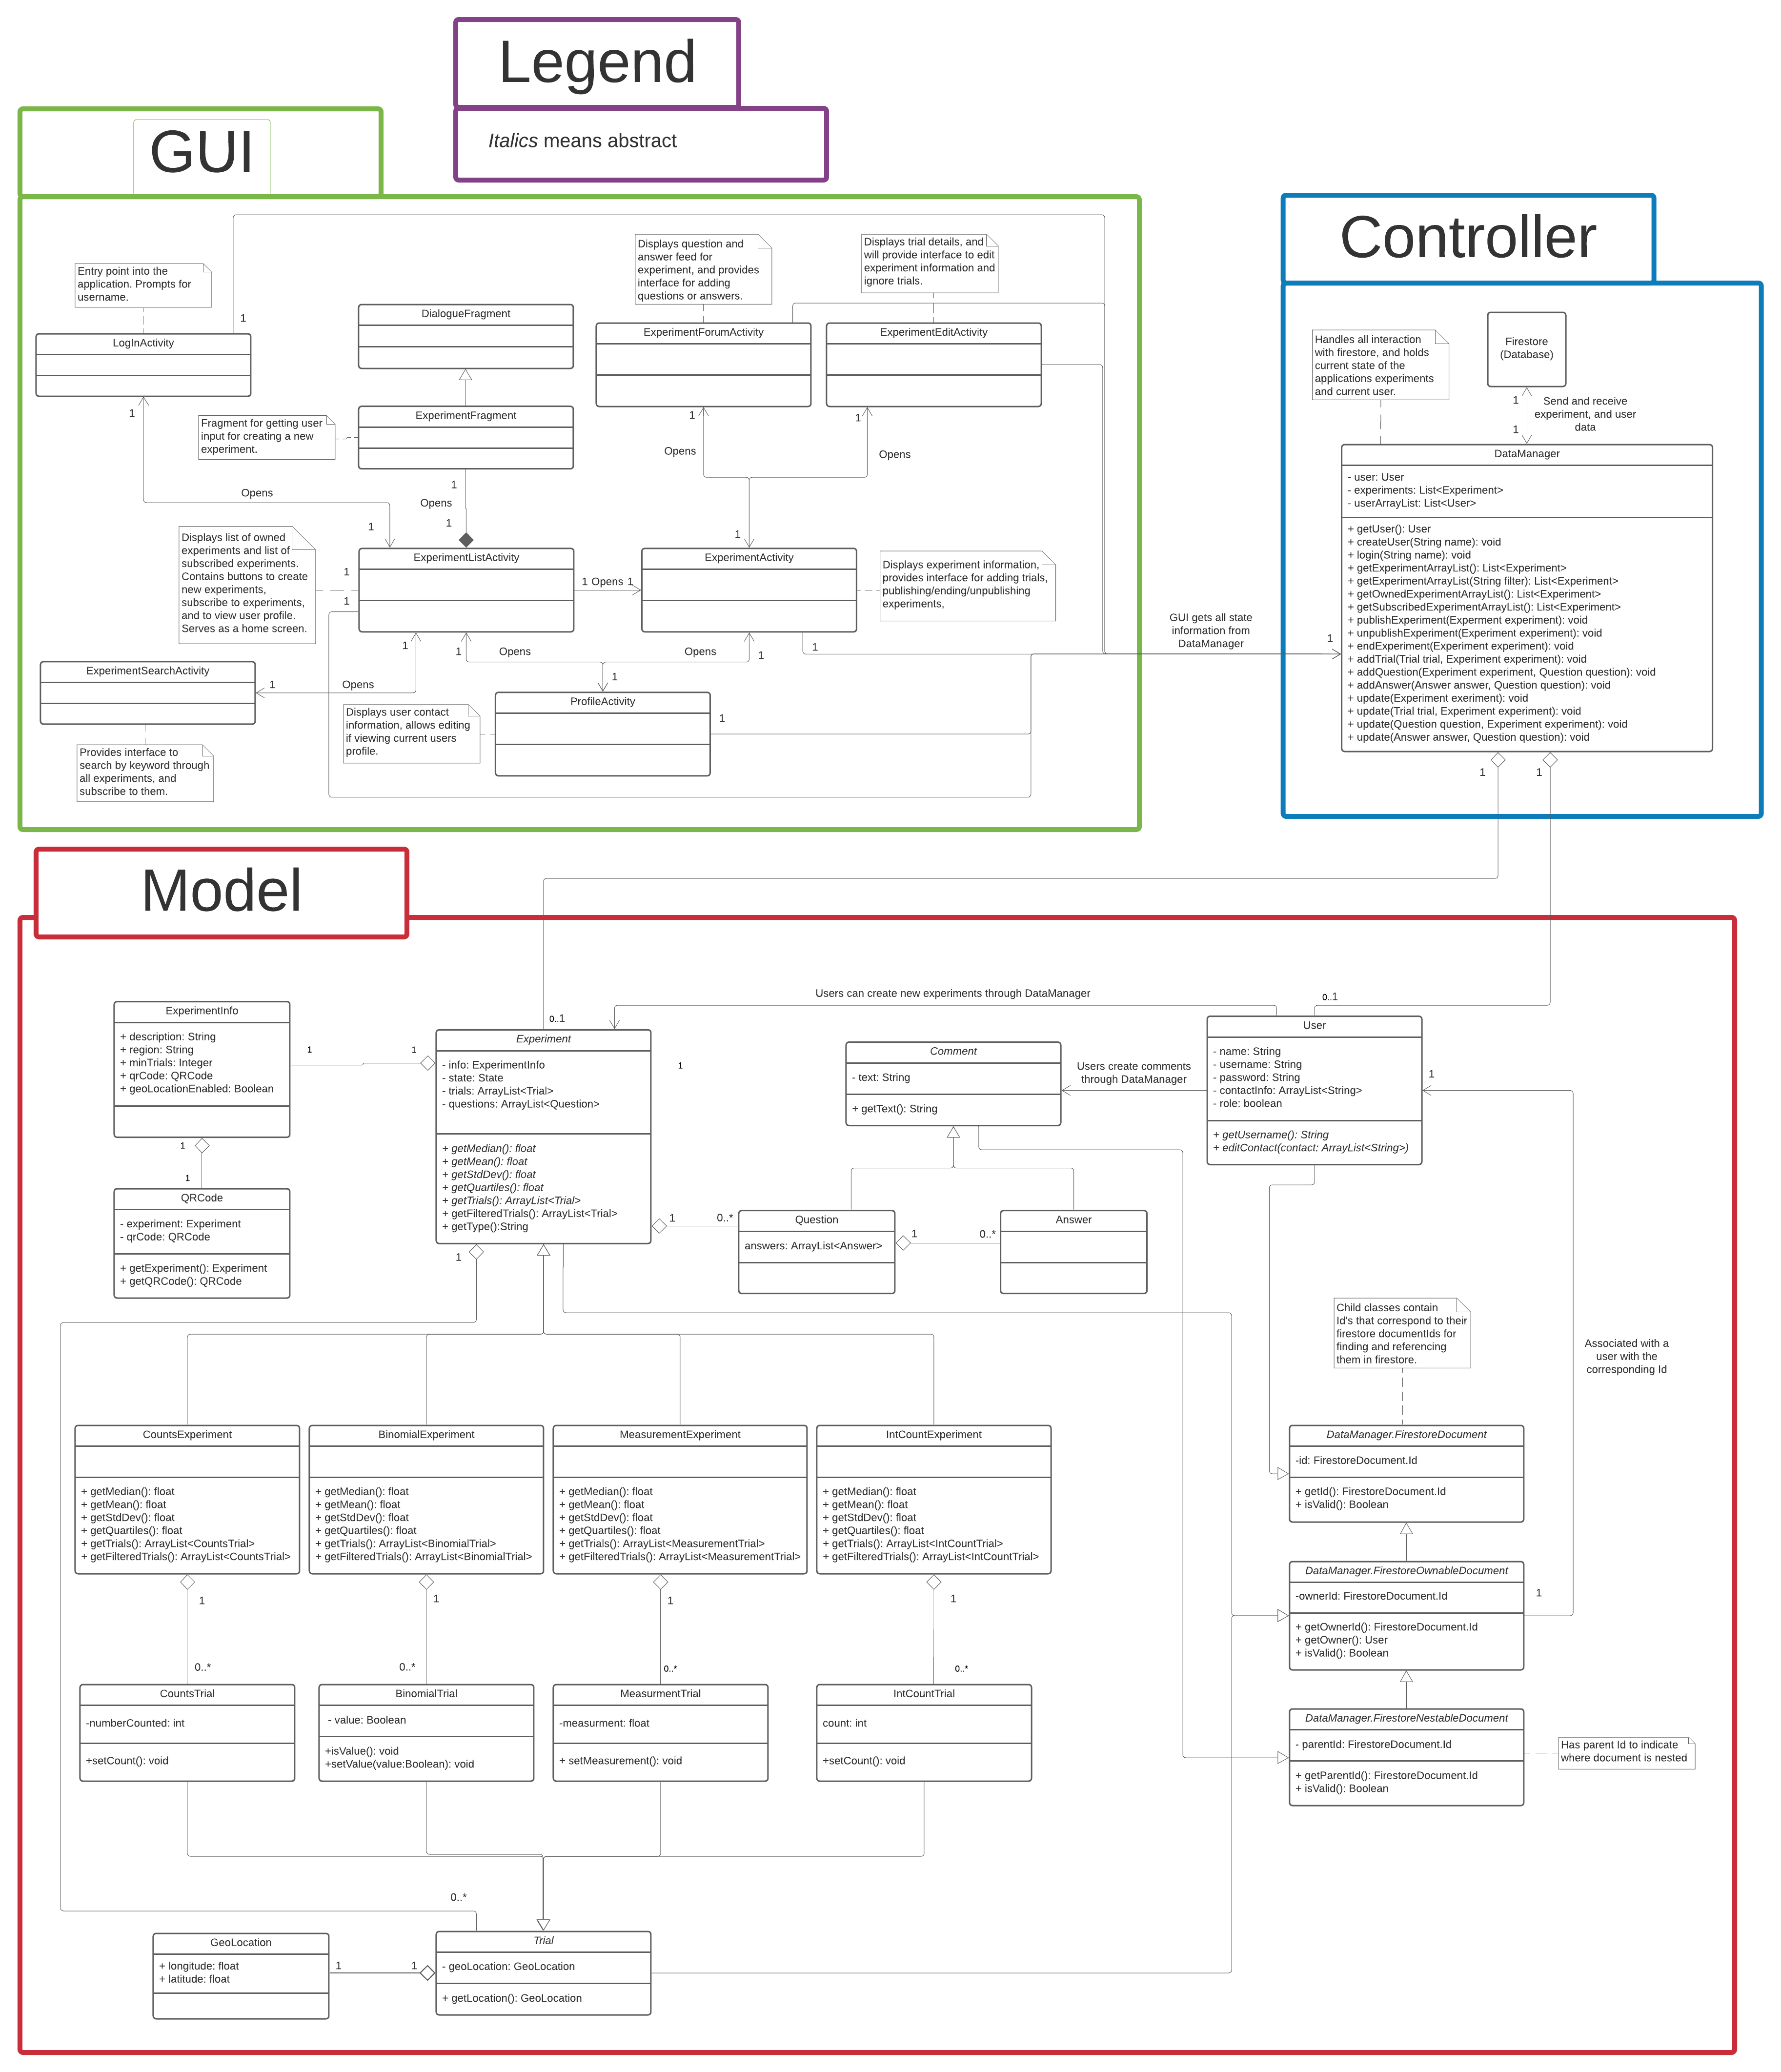 Legend
Italics means abstract
GUI
Entry point into the
application. Prompts for
username.
1
LogInActivity
1
DialogueFragment
Fragment for getting user
input for creating a new
experiment.
ExperimentFragment
Displays question and
answer feed for
experiment, and provides
interface for adding
questions or answers.
ExperimentForumActivity
1
Displays trial details, and
will provide interface to edit
experiment information and
ignore trials.
ExperimentEditActivity
1
Opens
Opens
Opens
1
1
Opens
1
1
Displays list of owned
experiments and list of
subscribed experiments.
Contains buttons to create
new experiments,
subscribe to experiments,
and to view user profile.
Serves as a home screen.
1
1
ExperimentListActivity
1 Opens 1
ExperimentActivity
Displays experiment information,
provides interface for adding trials,
publishing/ending/unpublishing
experiments,
1
1
Opens
Opens
1
1
1
ExperimentSearchActivity
1
Opens
Provides interface to
search by keyword through
all experiments, and
subscribe to them.
Displays user contact
information, allows editing
if viewing current users
profile.
ProfileActivity
1
GUI gets all state
information from
DataManager
1
Controller
Handles all interaction
with firestore, and holds
current state of the
applications experiments
and current user.
Firestore
(Database)
1
1
Send and receive
experiment, and user
data
DataManager
- user: User
- experiments: List<Experiment>
- userArrayList: List<User>
+ getUser(): User
+ createUser(String name): void
+ login(String name): void
+ getExperimentArrayList(): List<Experiment>
+ getExperimentArrayList(String filter): List<Experiment>
+ getOwnedExperimentArrayList(): List<Experiment>
+ getSubscribedExperimentArrayList(): List<Experiment>
+ publishExperiment(Experment experiment): void
+ unpublishExperiment(Experiment experiment): void
+ endExperiment(Experiment experiment): void
+ addTrial(Trial trial, Experiment experiment): void
+ addQuestion(Experiment experiment, Question question): void
+ addAnswer(Answer answer, Question question): void
+ update(Experiment exeriment): void
+ update(Trial trial, Experiment experiment): void
+ update(Question question, Experiment experiment): void
+ update(Answer answer, Question question): void
1
1
Model
ExperimentInfo
+ description: String
+ region: String
+ minTrials: Integer
+ qrCode: QRCode
+ geoLocationEnabled: Boolean
1
1
1
1
QRCode
- experiment: Experiment
- qrCode: QRCode
+ getExperiment(): Experiment
+ getQRCode(): QRCode
0..1
Experiment
- info: ExperimentInfo
- state: State
- trials: ArrayList<Trial>
- questions: ArrayList<Question>
+ getMedian(): float
+ getMean(): float
+ getStdDev(): float
+ getQuartiles(): float
+ getTrials(): ArrayList<Trial>
+ getFilteredTrials(): ArrayList<Trial>
+ getType():String
1
1
1
0..*
Users can create new experiments through DataManager
Comment
- text: String
+ getText(): String
Users create comments
through DataManager
0..1
User
- name: String
- username: String
- password: String
- contactInfo: ArrayList<String>
- role: boolean
+ getUsername(): String
+ editContact(contact: ArrayList<String>)
1
Question
answers: ArrayList<Answer>
1
0..*
Answer
Child classes contain
Id's that correspond to their
firestore documentIds for
finding and referencing
them in firestore.
Associated with a
user with the
corresponding Id
CountsExperiment
+ getMedian(): float
+ getMean(): float
+ getStdDev(): float
+ getQuartiles(): float
+ getTrials(): ArrayList<CountsTrial>
+ getFilteredTrials(): ArrayList<CountsTrial>
BinomialExperiment
+ getMedian(): float
+ getMean(): float
+ getStdDev(): float
+ getQuartiles(): float
+ getTrials(): ArrayList<BinomialTrial>
+ getFilteredTrials(): ArrayList<BinomialTrial>
MeasurementExperiment
+ getMedian(): float
+ getMean(): float
+ getStdDev(): float
+ getQuartiles(): float
+ getTrials(): ArrayList<MeasurementTrial>
+ getFilteredTrials(): ArrayList<MeasurementTrial>
IntCountExperiment
+ getMedian(): float
+ getMean(): float
+ getStdDev(): float
+ getQuartiles(): float
+ getTrials(): ArrayList<IntCountTrial>
+ getFilteredTrials(): ArrayList<IntCountTrial>
DataManager.FirestoreDocument
-id: FirestoreDocument.Id
+ getId(): FirestoreDocument.Id
+ isValid(): Boolean
DataManager.FirestoreOwnableDocument
-ownerId: FirestoreDocument.Id
+ getOwnerId(): FirestoreDocument.Id
+ getOwner(): User
+ isValid(): Boolean
1
DataManager.FirestoreNestableDocument
- parentId: FirestoreDocument.Id
+ getParentId(): FirestoreDocument.Id
+ isValid(): Boolean
Has parent Id to indicate
where document is nested
1
1
1
1
0..*
0..*
0..*
0..*
CountsTrial
-numberCounted: int
+setCount(): void
BinomialTrial
- value: Boolean
+isValue(): void
+setValue(value:Boolean): void
MeasurmentTrial
-measurment: float
+ setMeasurement(): void
IntCountTrial
count: int
+setCount(): void
0..*
GeoLocation
+ longitude: float
+ latitude: float
1
1
Trial
- geoLocation: GeoLocation
+ getLocation(): GeoLocation